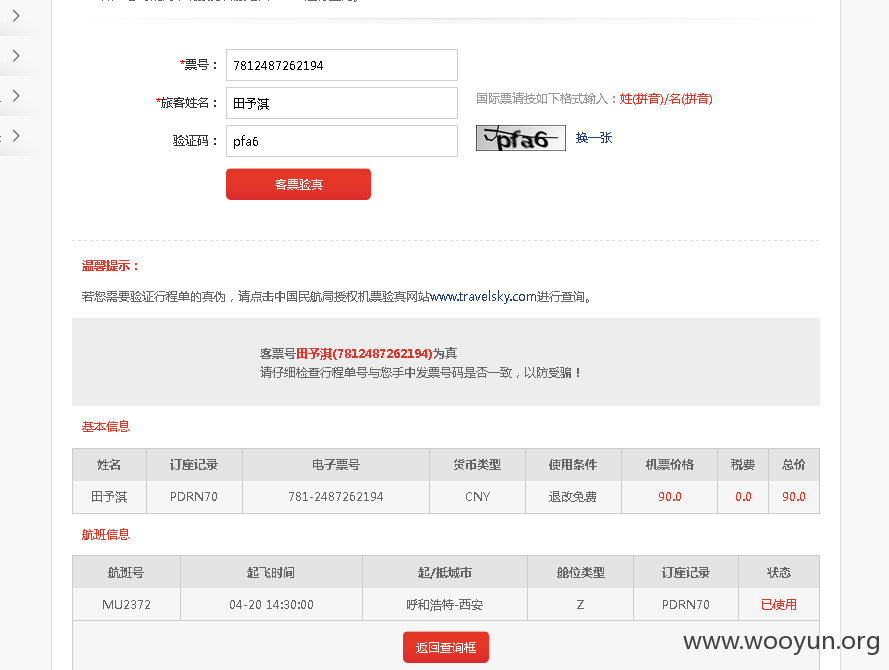 *票号： 7812487262194
*旅客姓名： 田予淇 国际票请按如下格式输入：姓(拼音)/名(拼音)
验证码： pfa6 pfa6 换一张
客票验真
温馨提示：
若您需要验证行程单的真伪，请点击中国民航局授权机票验真网站www.travelsky.com进行查询。
客票号田予淇(7812487262194)为真
请仔细检查行程单号与您手中发票号码是否一致，以防受骗！
基本信息
姓名 订座记录 电子票号 货币类型 使用条件 机票价格 税费 总价
田予淇 PDRN70 781-2487262194 CNY 退改免费 90.0 0.0 90.0
航班信息
航班号 起飞时间 起/抵城市 舱位类型 订座记录 状态
MU2372 04-20 14:30:00 呼和浩特-西安 Z PDRN70 已使用
返回查询框
www.wooyun.org